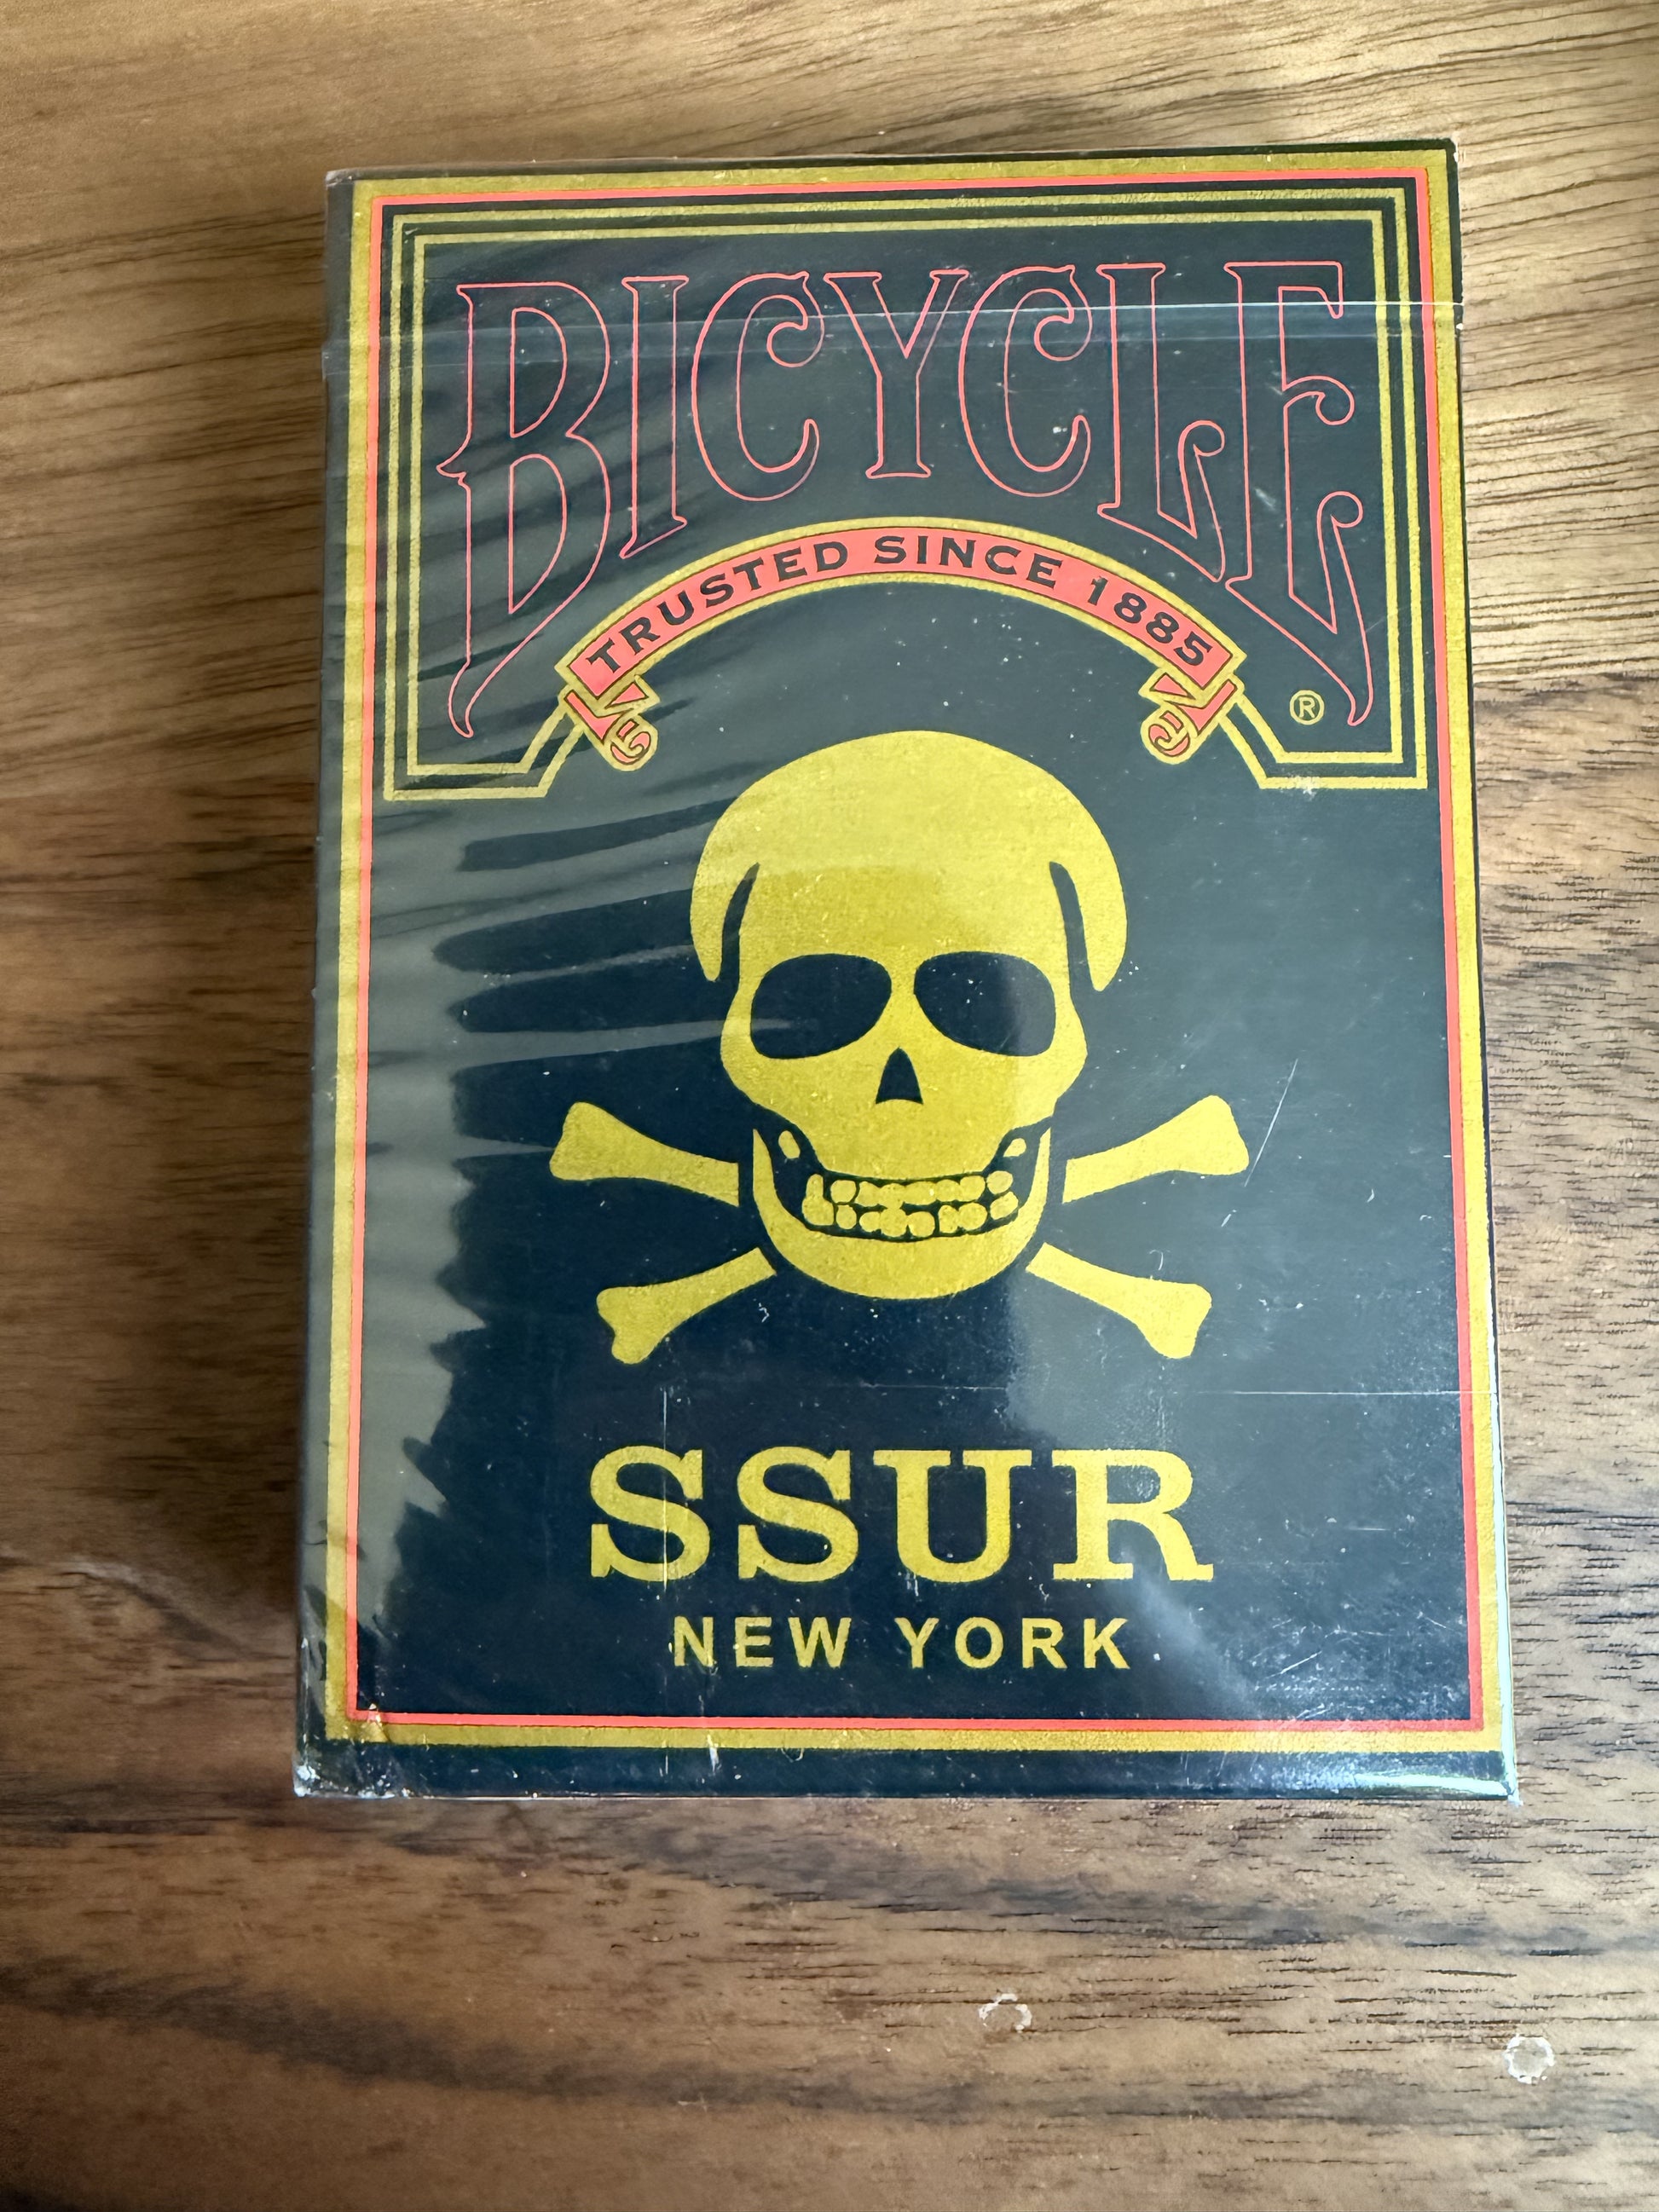 BICYCLE
TRUSTED SINCE 1885
®
SSUR
NEW YORK